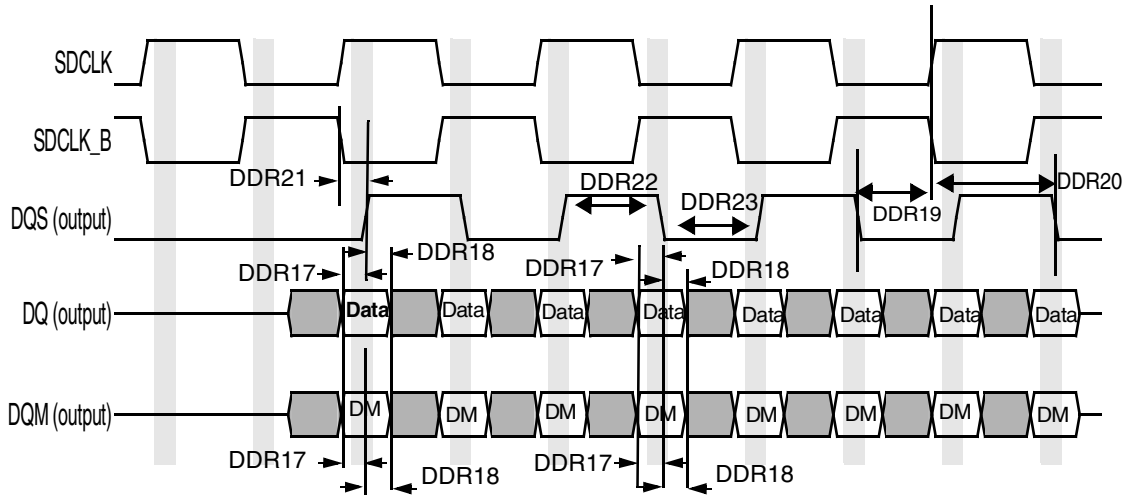 SDCLK
SDCLK_B
DDR21
DDR22
DDR20
DDR23
DDR19
DQS (output)
DDR18
DDR17
DDR17
DDR18
DQ (output)
Data Data Data Data Data Data Data Data
DQM (output)
DM DM DM DM DM DM DM DM
DDR17
DDR18
DDR17
DDR18